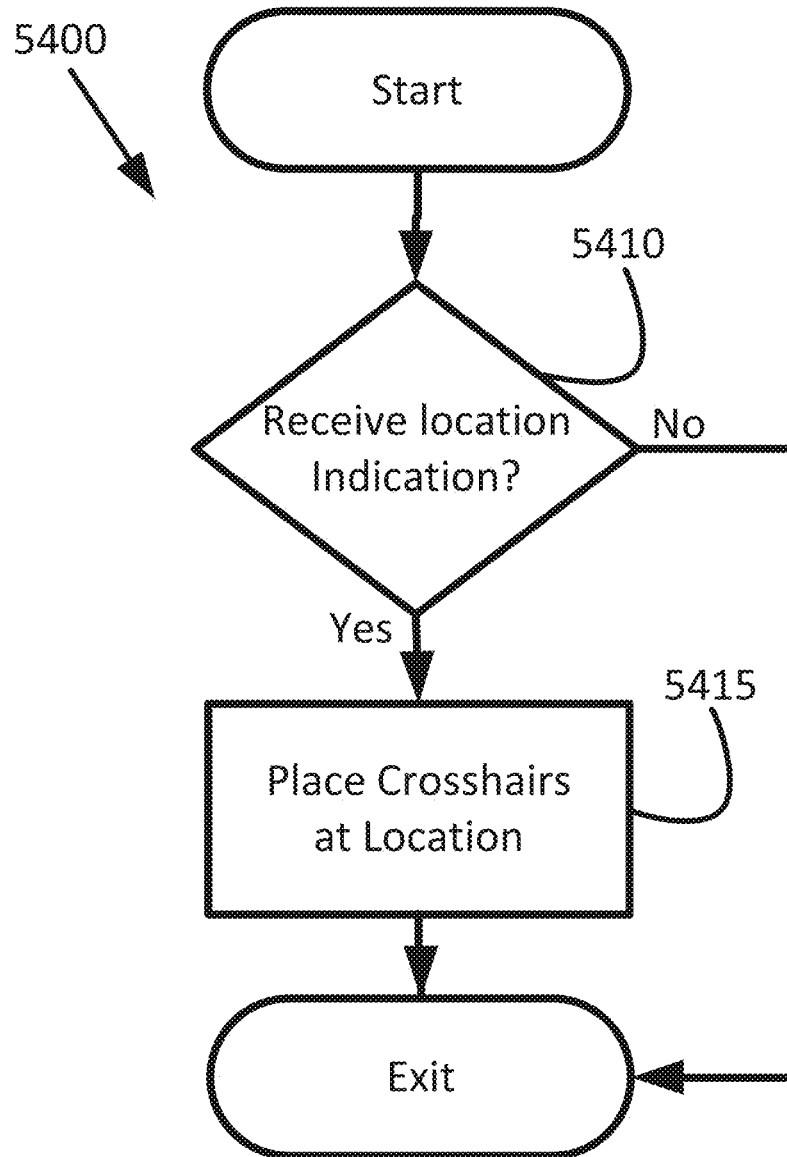 5400
Start
5410
Receive location
Indication?
No
Yes
5415
Place Crosshairs
at Location
Exit